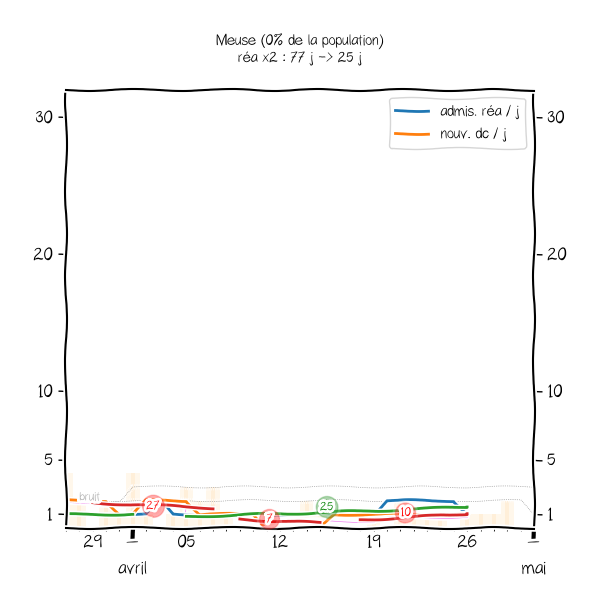 Meuse (0% de la population)
réa x2 : 77 j -> 25 j
admis. réa / j
nouv. dc / j
30
30
20
20
10
10
5
5
1
1
bruit
27
7
25
10
29
05
12
19
26
avril
mai